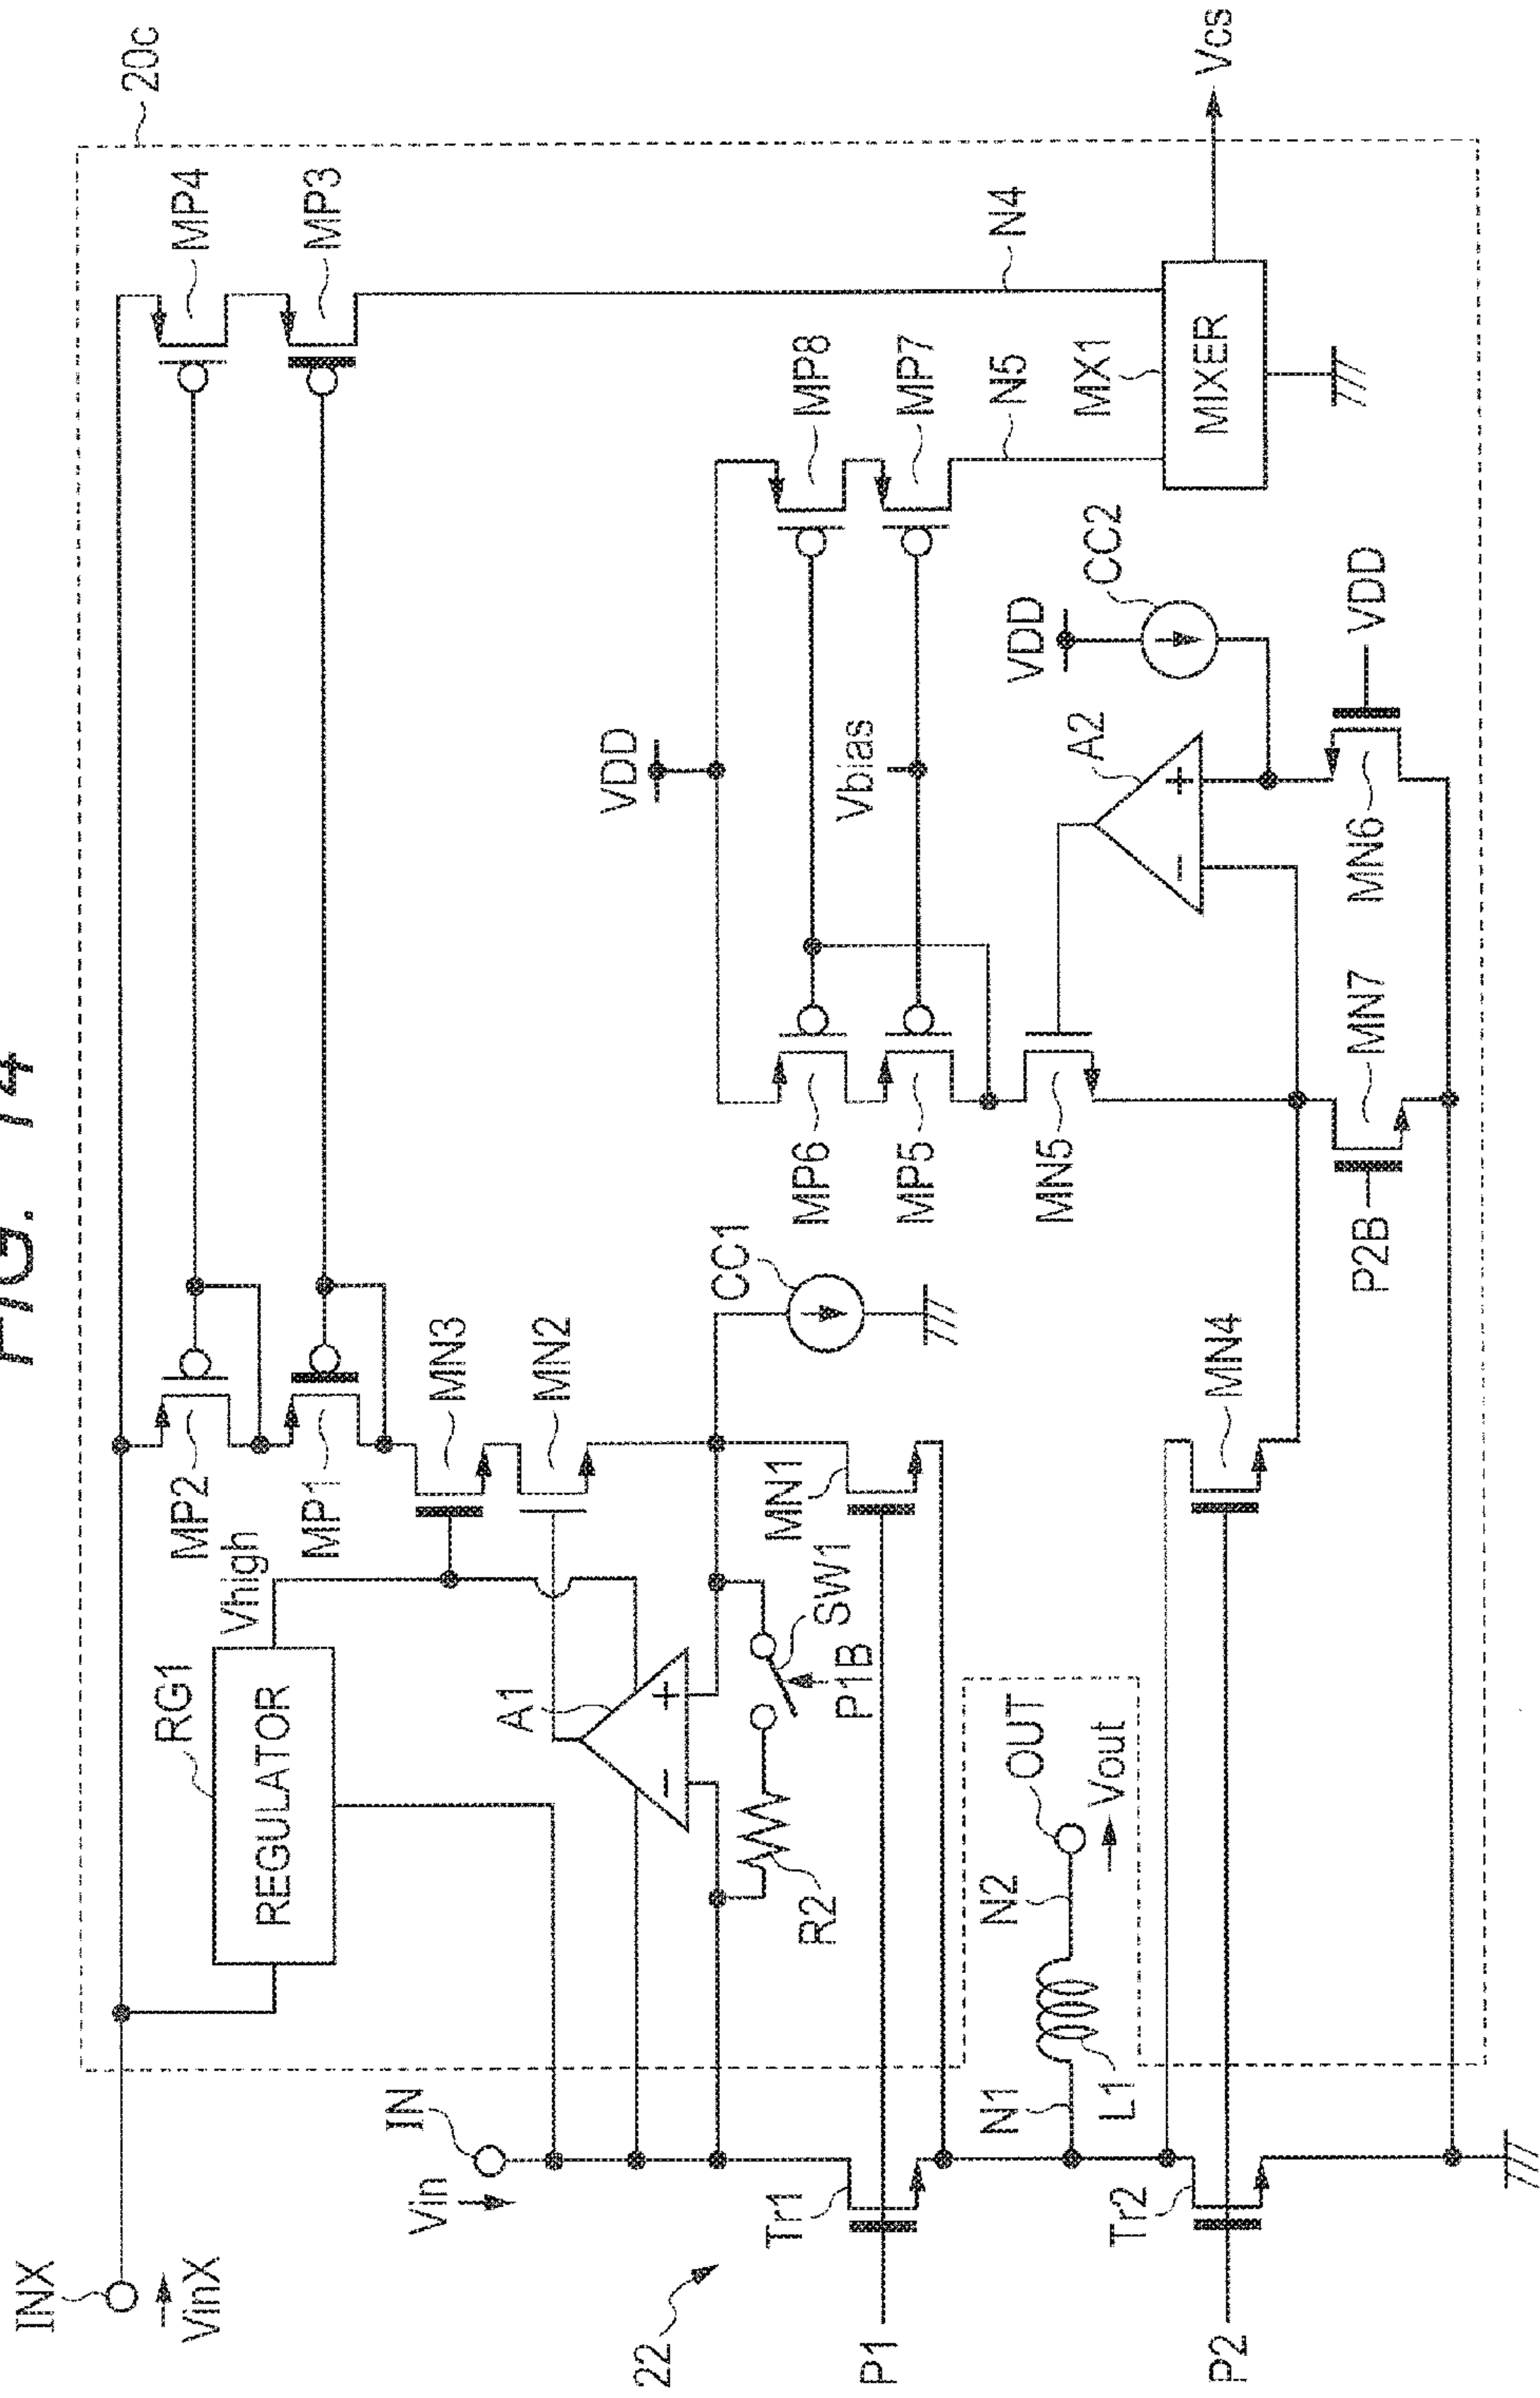 FIG. 14
20c
INX
VinX
MP4
MP3
MP2
MP1
Vhigh
RG1
REGULATOR
MN3
MN2
N4
IN
Vin
A1
CC1
VDD
MP8
MP6
MP7
MP5
Vbias
N5
SW1
P1B
R2
MN1
MN5
Tr1
P1
22
VDD
CC2
A2
MX1
MIXER
Vcs
N1
N2
OUT
L1
Vout
MN4
Tr2
P2
P2B
MN7
MN6
VDD